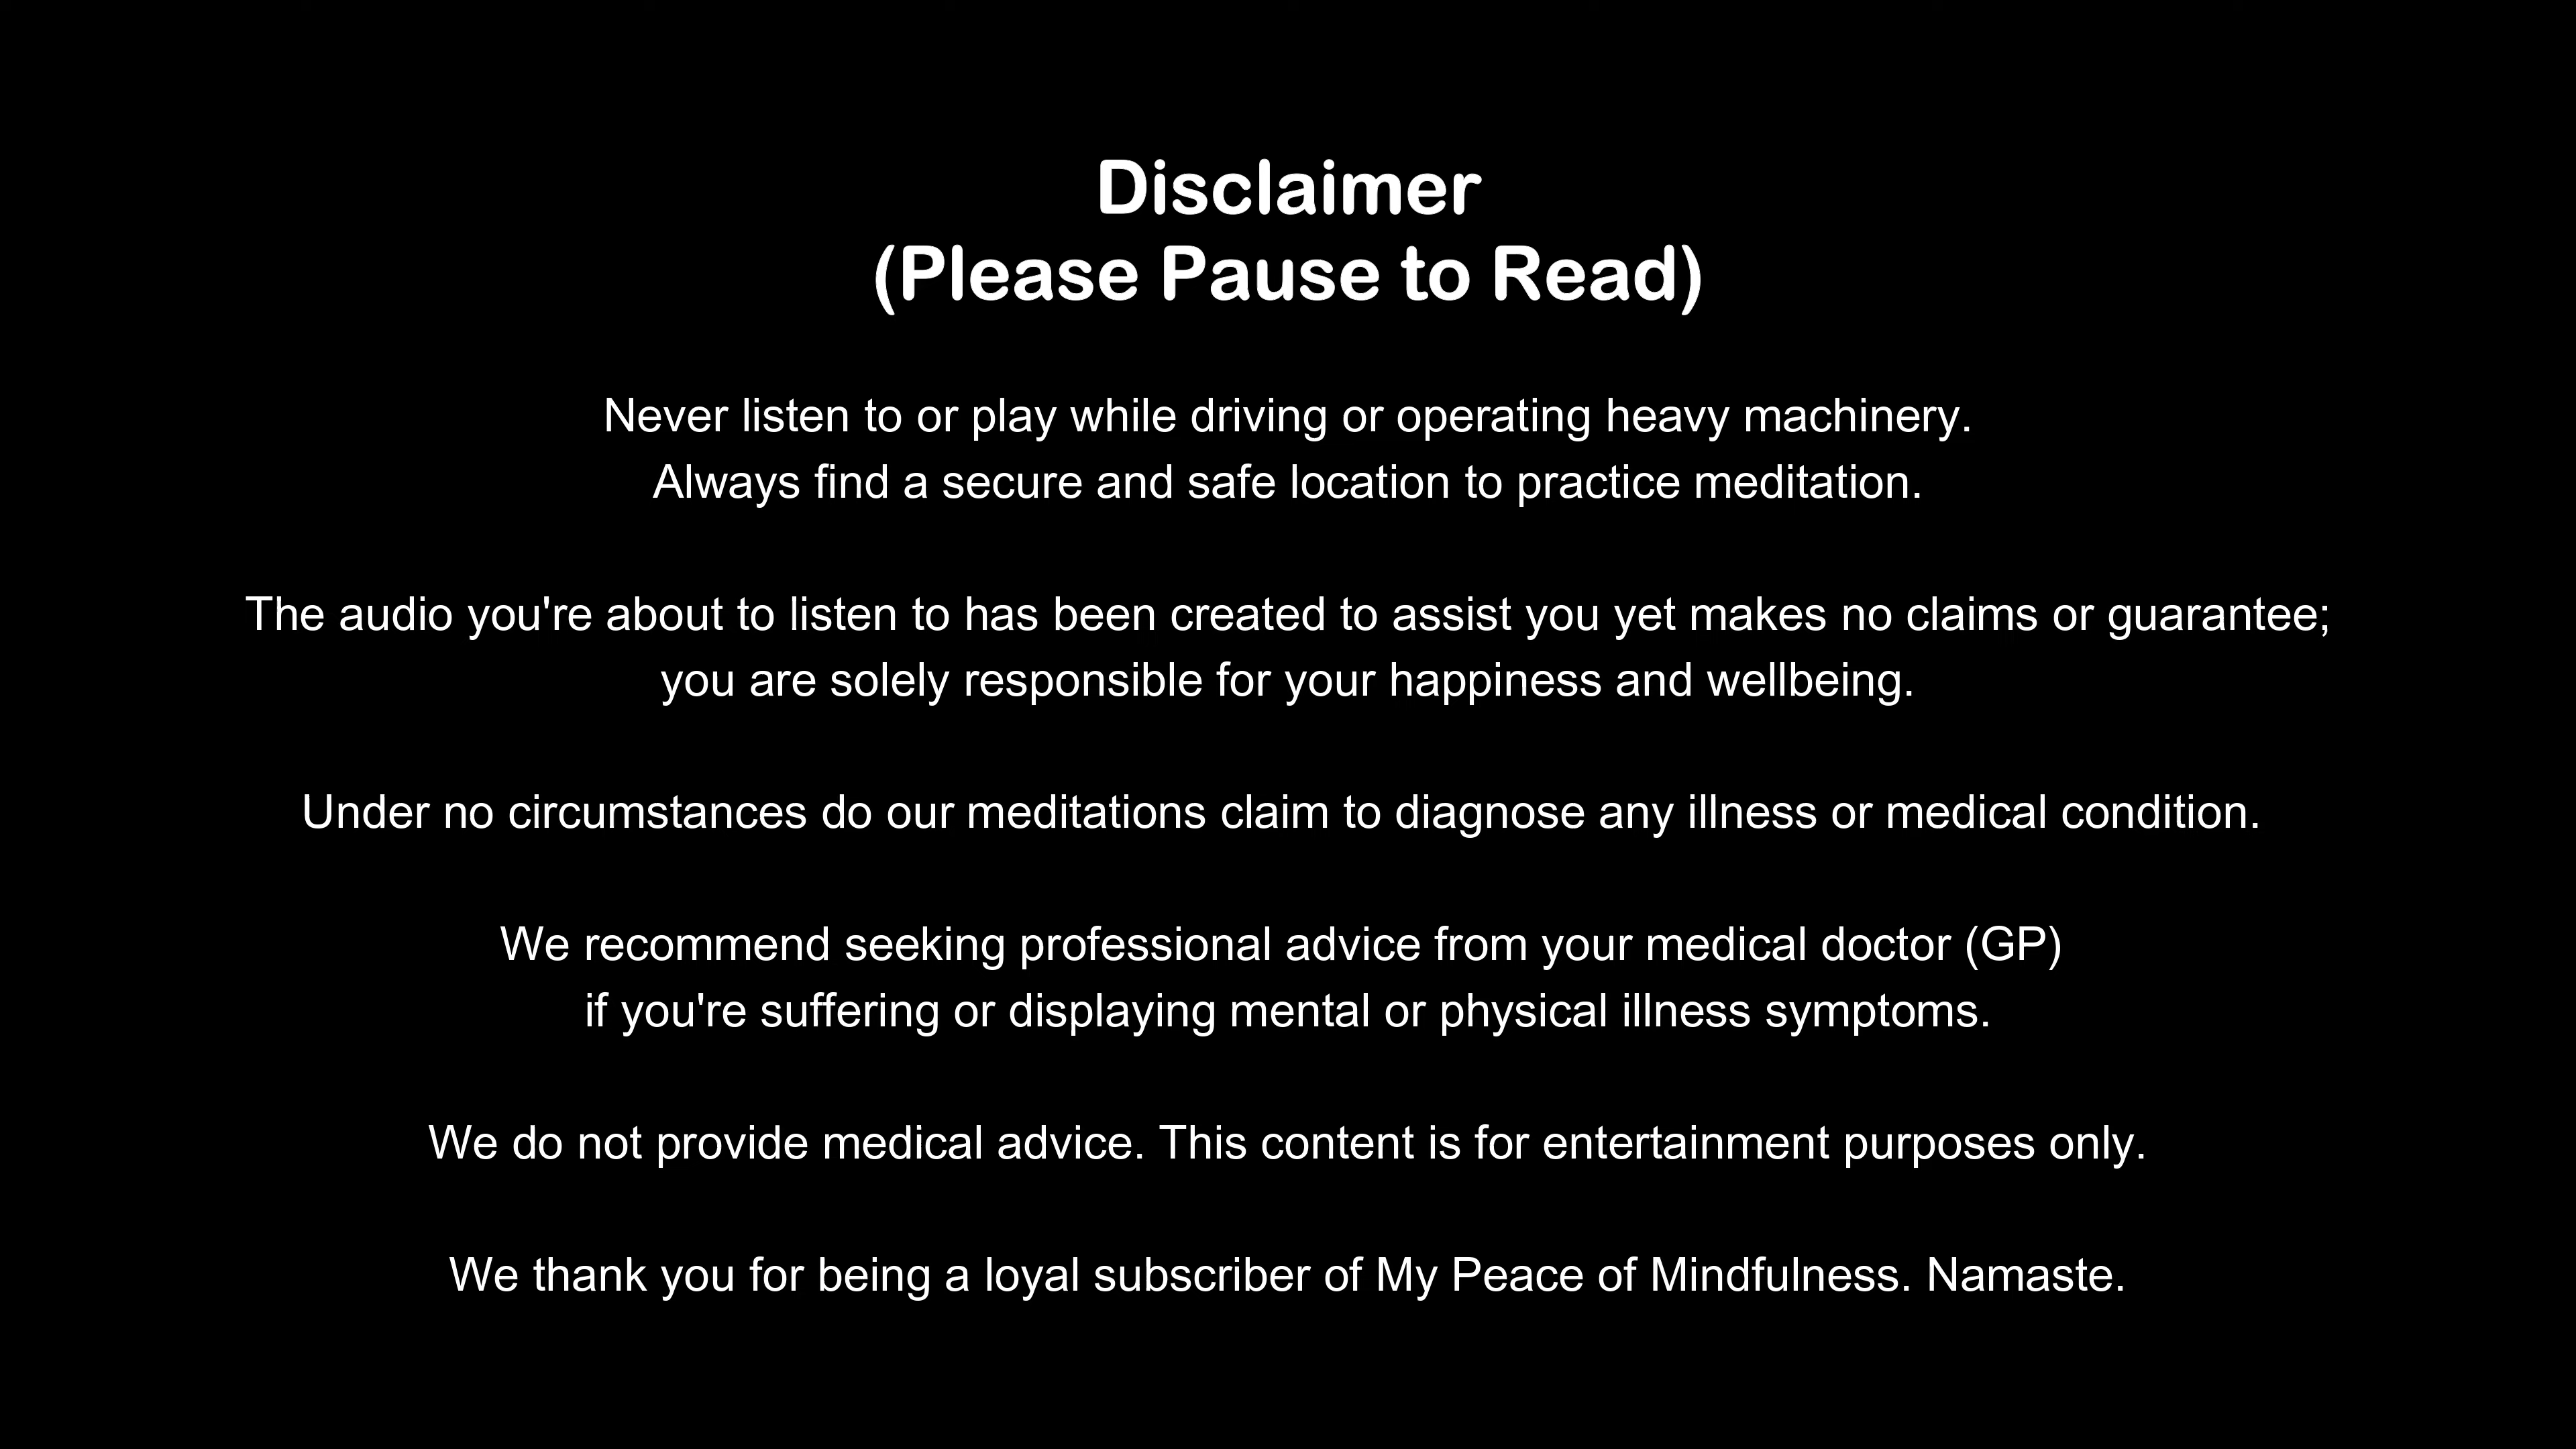 Disclaimer
(Please Pause to Read)
Never listen to or play while driving or operating heavy machinery.
Always find a secure and safe location to practice meditation.
The audio you're about to listen to has been created to assist you yet makes no claims or guarantee;
you are solely responsible for your happiness and wellbeing.
Under no circumstances do our meditations claim to diagnose any illness or medical condition.
We recommend seeking professional advice from your medical doctor (GP)
if you're suffering or displaying mental or physical illness symptoms.
We do not provide medical advice. This content is for entertainment purposes only.
We thank you for being a loyal subscriber of My Peace of Mindfulness. Namaste.